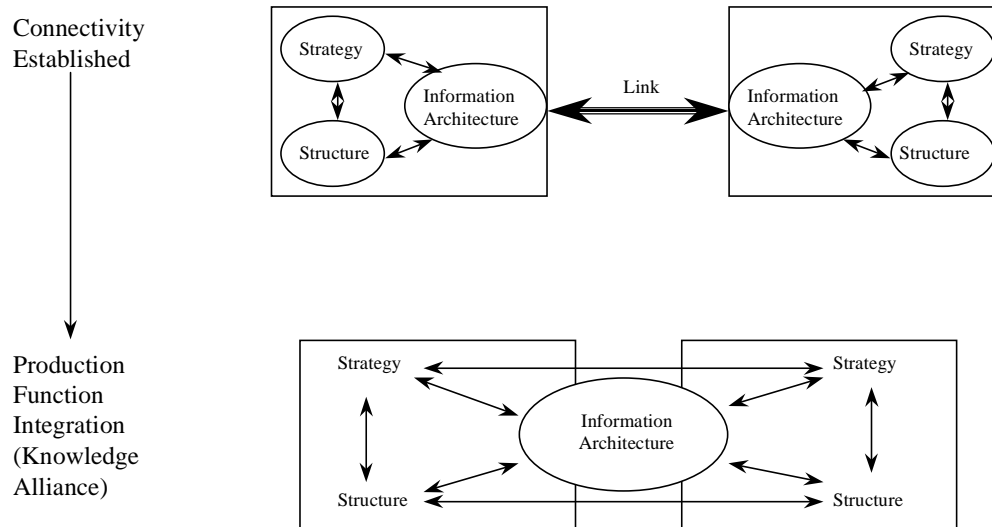 Connectivity
Established
Strategy
Information
Architecture
Structure
Link
Information
Architecture
Strategy
Structure
Production
Function
Integration
(Knowledge
Alliance)
Strategy
Structure
Information
Architecture
Strategy
Structure